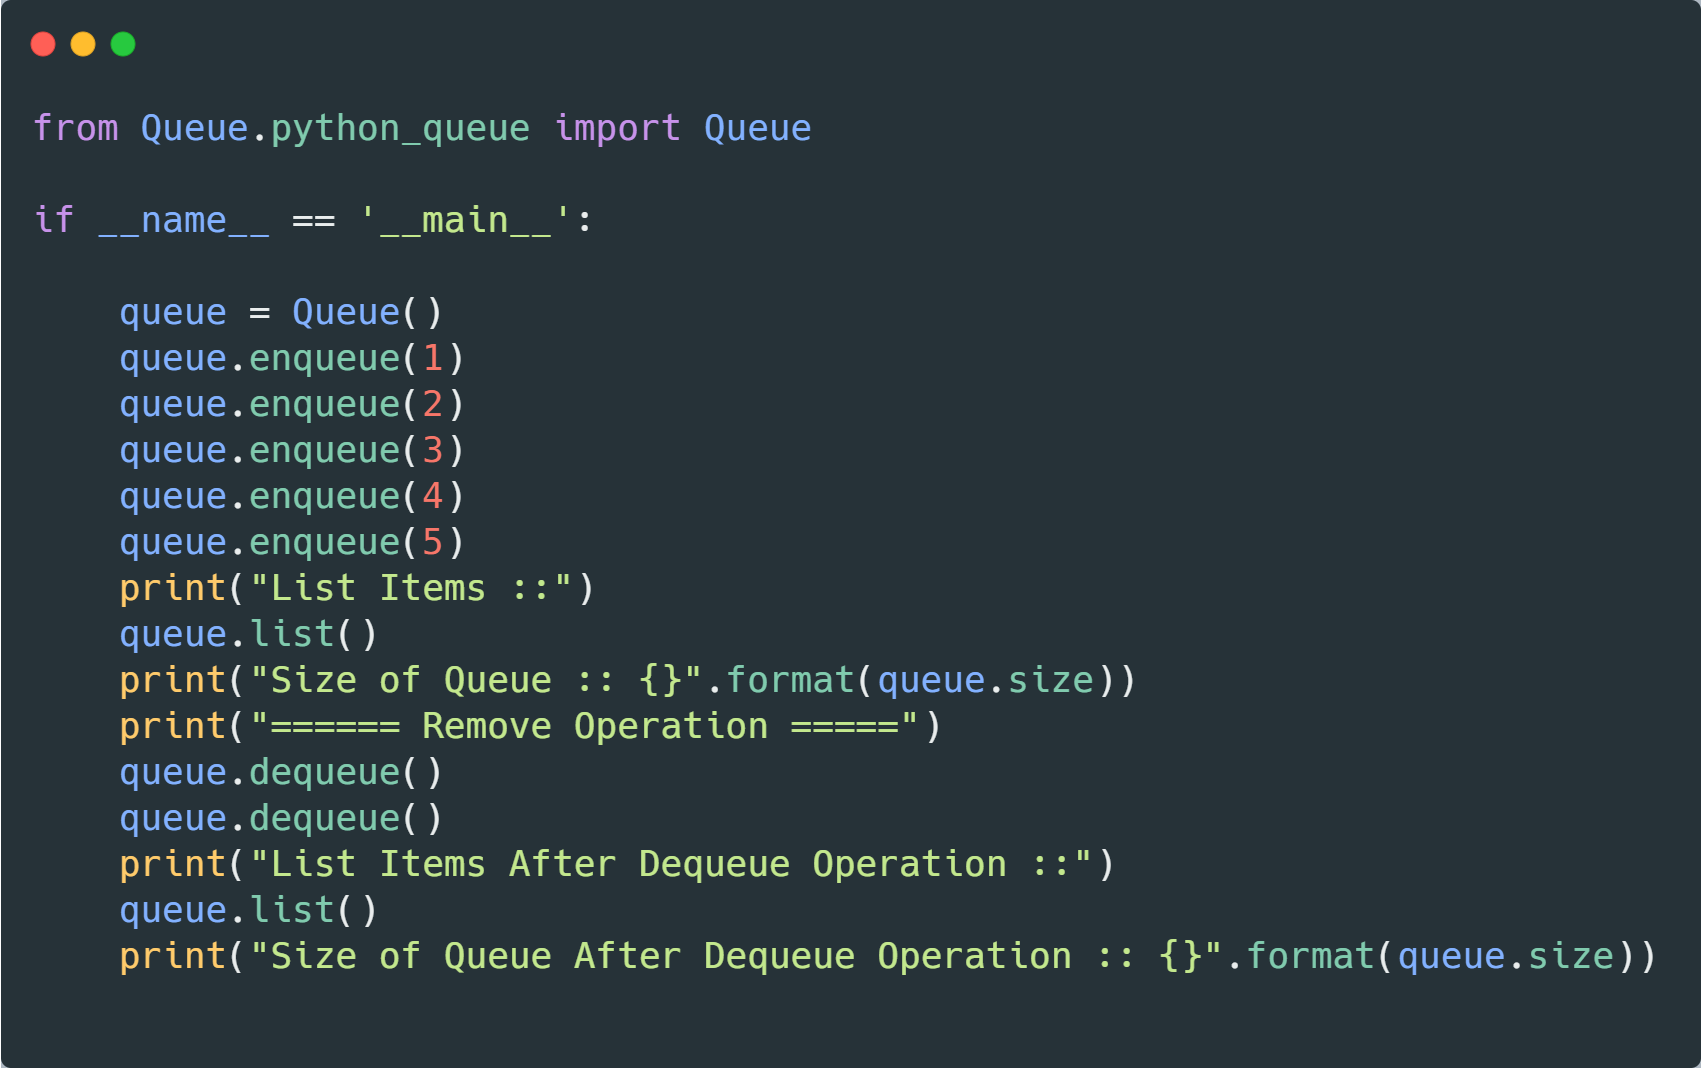 from Queue.python_queue import Queue
if __name__ == '__main__':
queue = Queue()
queue.enqueue(1)
queue.enqueue(2)
queue.enqueue(3)
queue.enqueue(4)
queue.enqueue(5)
print("List Items ::")
queue.list()
print("Size of Queue :: {}".format(queue.size))
print("====== Remove Operation =====")
queue.dequeue()
queue.dequeue()
print("List Items After Dequeue Operation ::")
queue.list()
print("Size of Queue After Dequeue Operation :: {}".format(queue.size))